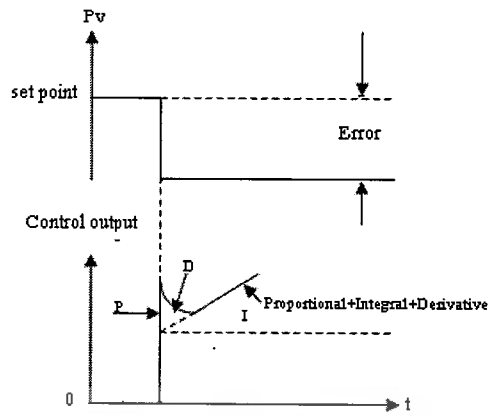 Pv
set point
Error
Control output
D
P
I
Proportional+Integral+Derivative
0
t